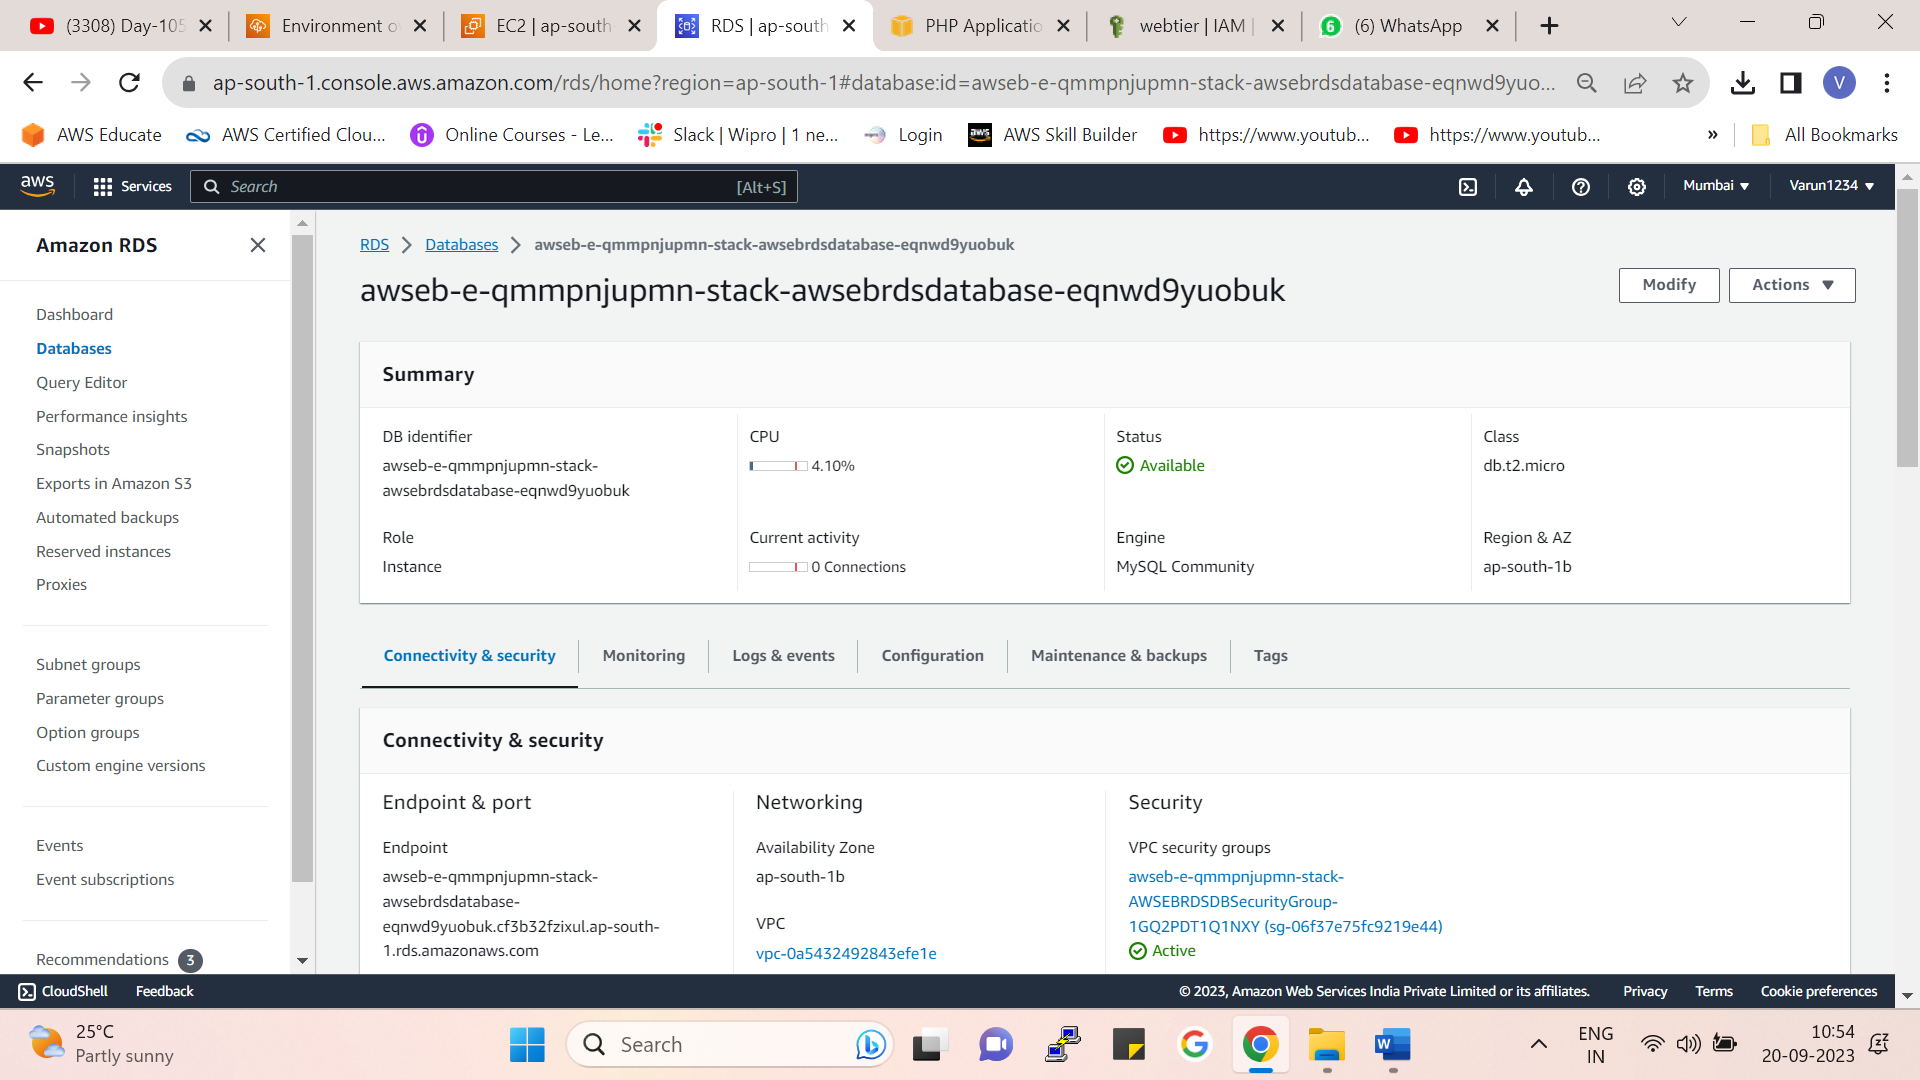 (3308) Day-105
Environment o
EC2 | ap-south
RDS | ap-south
PHP Applicatio
webtier | IAM |
(6) WhatsApp
ap-south-1.console.aws.amazon.com/rds/home?region=ap-south-1#database:id=awseb-e-qmmpnjupmn-stack-awsebrdsdatabase-eqnwd9yuo...
V
AWS Educate
AWS Certified Clou...
Online Courses - Le...
Slack | Wipro | 1 ne...
Login
AWS Skill Builder
https://www.youtub...
https://www.youtub...
»
All Bookmarks
aws
Services
Search
[Alt+S]
Mumbai
Varun1234
Amazon RDS
Dashboard
Databases
Query Editor
Performance insights
Snapshots
Exports in Amazon S3
Automated backups
Reserved instances
Proxies
Subnet groups
Parameter groups
Option groups
Custom engine versions
Events
Event subscriptions
Recommendations 3
RDS > Databases > awseb-e-qmmpnjupmn-stack-awsebrdsdatabase-eqnwd9yuobuk
awseb-e-qmmpnjupmn-stack-awsebrdsdatabase-eqnwd9yuobuk
Modify
Actions
Summary
DB identifier
awseb-e-qmmpnjupmn-stack-
awsebrdsdatabase-eqnwd9yuobuk
CPU
4.10%
Status
Available
Class
db.t2.micro
Role
Instance
Current activity
0 Connections
Engine
MySQL Community
Region & AZ
ap-south-1b
Connectivity & security
Monitoring
Logs & events
Configuration
Maintenance & backups
Tags
Connectivity & security
Endpoint & port
Endpoint
awseb-e-qmmpnjupmn-stack-
awsebrdsdatabase-
eqnwd9yuobuk.cf3b32fzixul.ap-south-
1.rds.amazonaws.com
Networking
Availability Zone
ap-south-1b
VPC
vpc-0a5432492843efe1e
Security
VPC security groups
awseb-e-qmmpnjupmn-stack-
AWSEBRDSDBSecurityGroup-
1GQ2PDT1Q1NXY (sg-06f37e75fc9219e44)
Active
CloudShell
Feedback
© 2023, Amazon Web Services India Private Limited or its affiliates.
Privacy
Terms
Cookie preferences
25°C
Partly sunny
Search
ENG
IN
10:54
20-09-2023